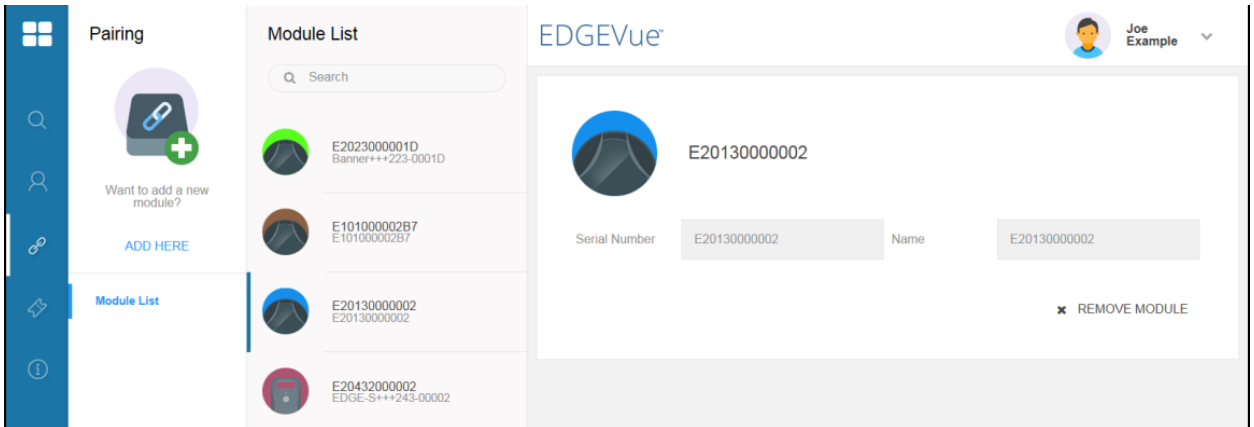 Pairing
Want to add a new
module?
ADD HERE
Module List
Module List
Search
E2023000001D
Banner+++223-0001D
E101000002B7
E101000002B7
E20130000002
E20130000002
E20432000002
EDGE-S+++243-00002
EDGEVue™
Joe
Example
E20130000002
Serial Number
E20130000002
Name
E20130000002
× REMOVE MODULE